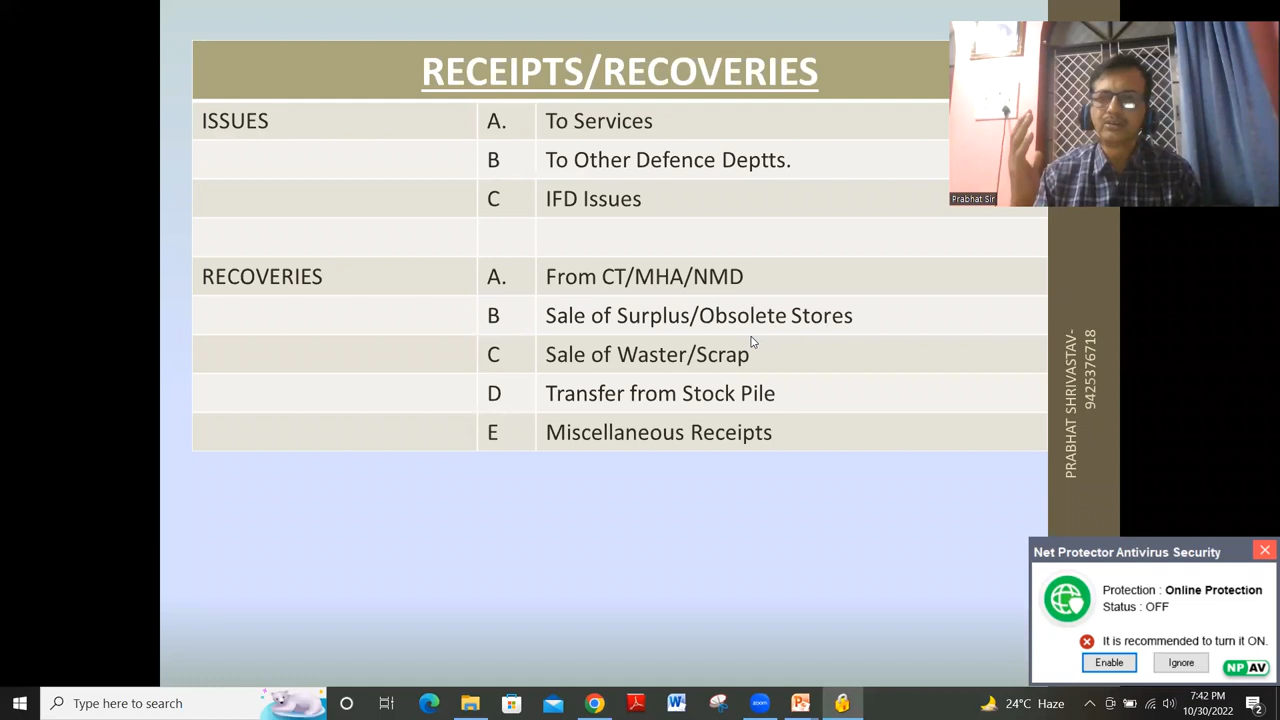 RECEIPTS/RECOVERIES
ISSUES A. To Services
B To Other Defence Deptts.
C IFD Issues
RECOVERIES A. From CT/MHA/NMD
B Sale of Surplus/Obsolete Stores
C Sale of Waster/Scrap
D Transfer from Stock Pile
E Miscellaneous Receipts
Prabhat Sir
PRABHAT SHRIVASTAV-
9425376718
Net Protector Antivirus Security
Protection : Online Protection
Status : OFF
It is recommended to turn it ON.
Enable Ignore NPAV
Type here to search
24°C Haze
7:42 PM
10/30/2022
2